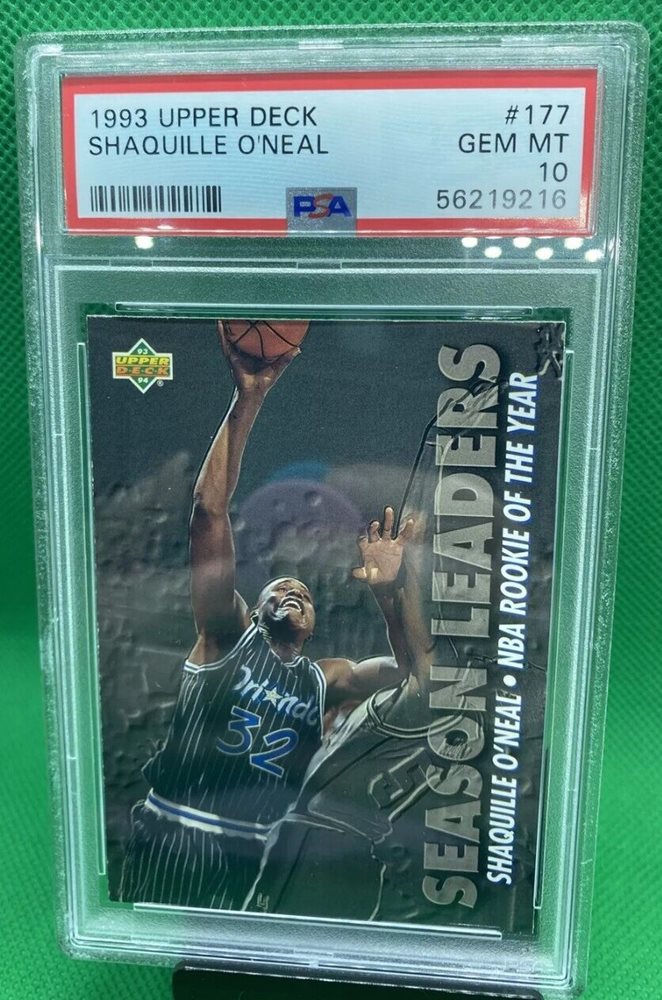 1993 UPPER DECK
SHAQUILLE O'NEAL
#177
GEM MT
10
56219216
PSA
93
UPPER
D·E·C·K
94
®
SEASON LEADERS
SHAQUILLE O'NEAL • NBA ROOKIE OF THE YEAR
Orlando
32